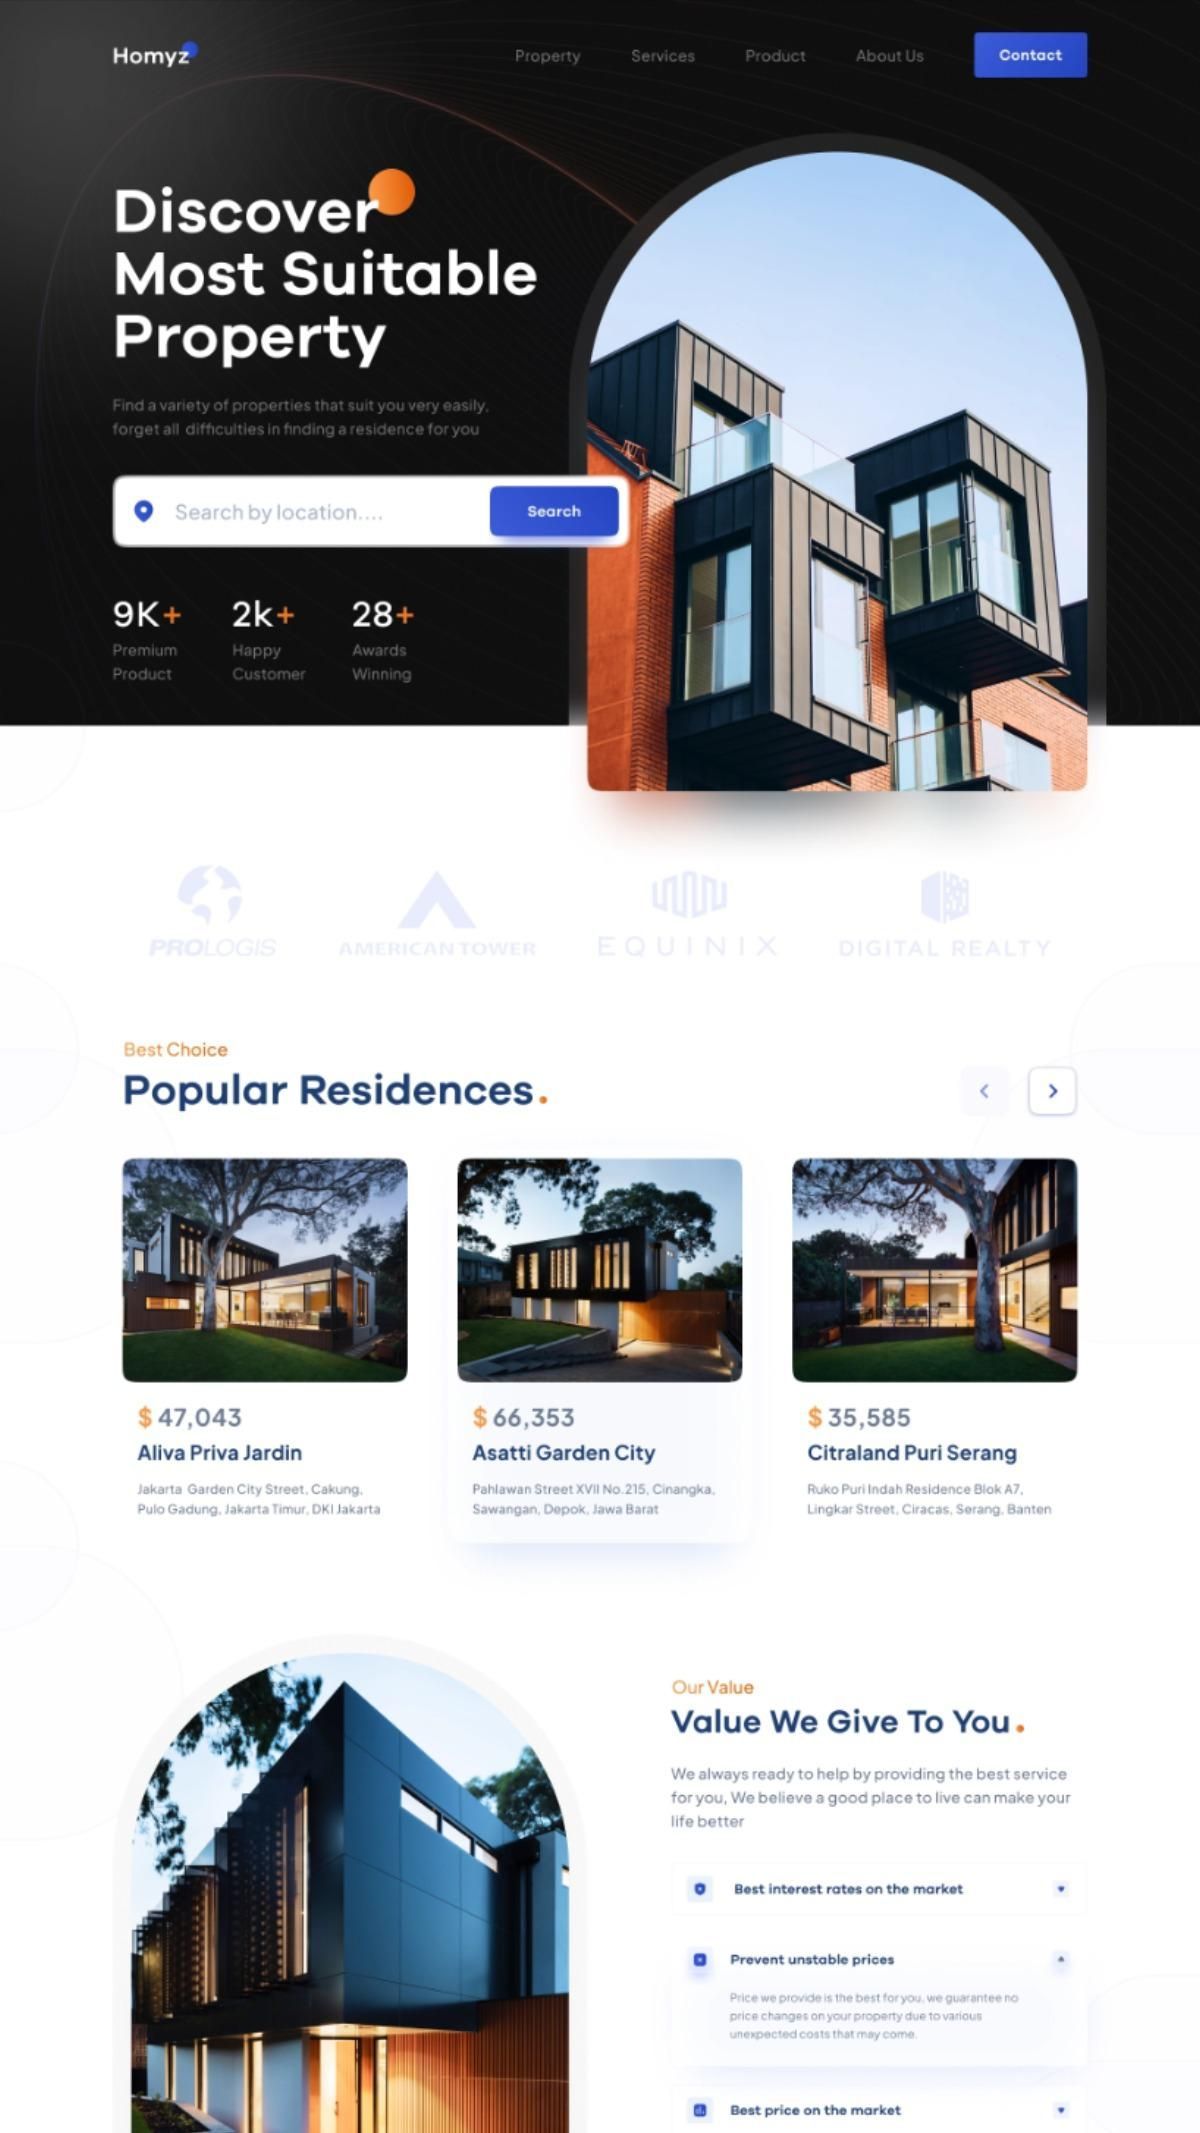 Homyz
Property
Services
Product
About Us
Contact
Discover
Most Suitable
Property
Find a variety of properties that suit you very easily,
forget all difficulties in finding a residence for you
Search by location....
Search
9K+
Premium
Product
2k+
Happy
Customer
28+
Awards
Winning
PROLOGIS
AMERICAN TOWER
EQUINIX
DIGITAL REALTY
Best Choice
Popular Residences.
$ 47,043
Aliva Priva Jardin
Jakarta Garden City Street, Cakung,
Pulo Gadung, Jakarta Timur, DKI Jakarta
$ 66,353
Asatti Garden City
Pahlawan Street XVII No.215, Cinangka,
Sawangan, Depok, Jawa Barat
$ 35,585
Citraland Puri Serang
Ruko Puri Indah Residence Blok A7,
Lingkar Street, Ciracas, Serang, Banten
Our Value
Value We Give To You.
We always ready to help by providing the best service
for you, We believe a good place to live can make your
life better
Best interest rates on the market
Prevent unstable prices
Price we provide is the best for you, we guarantee no
price changes on your property due to various
unexpected costs that may come.
Best price on the market